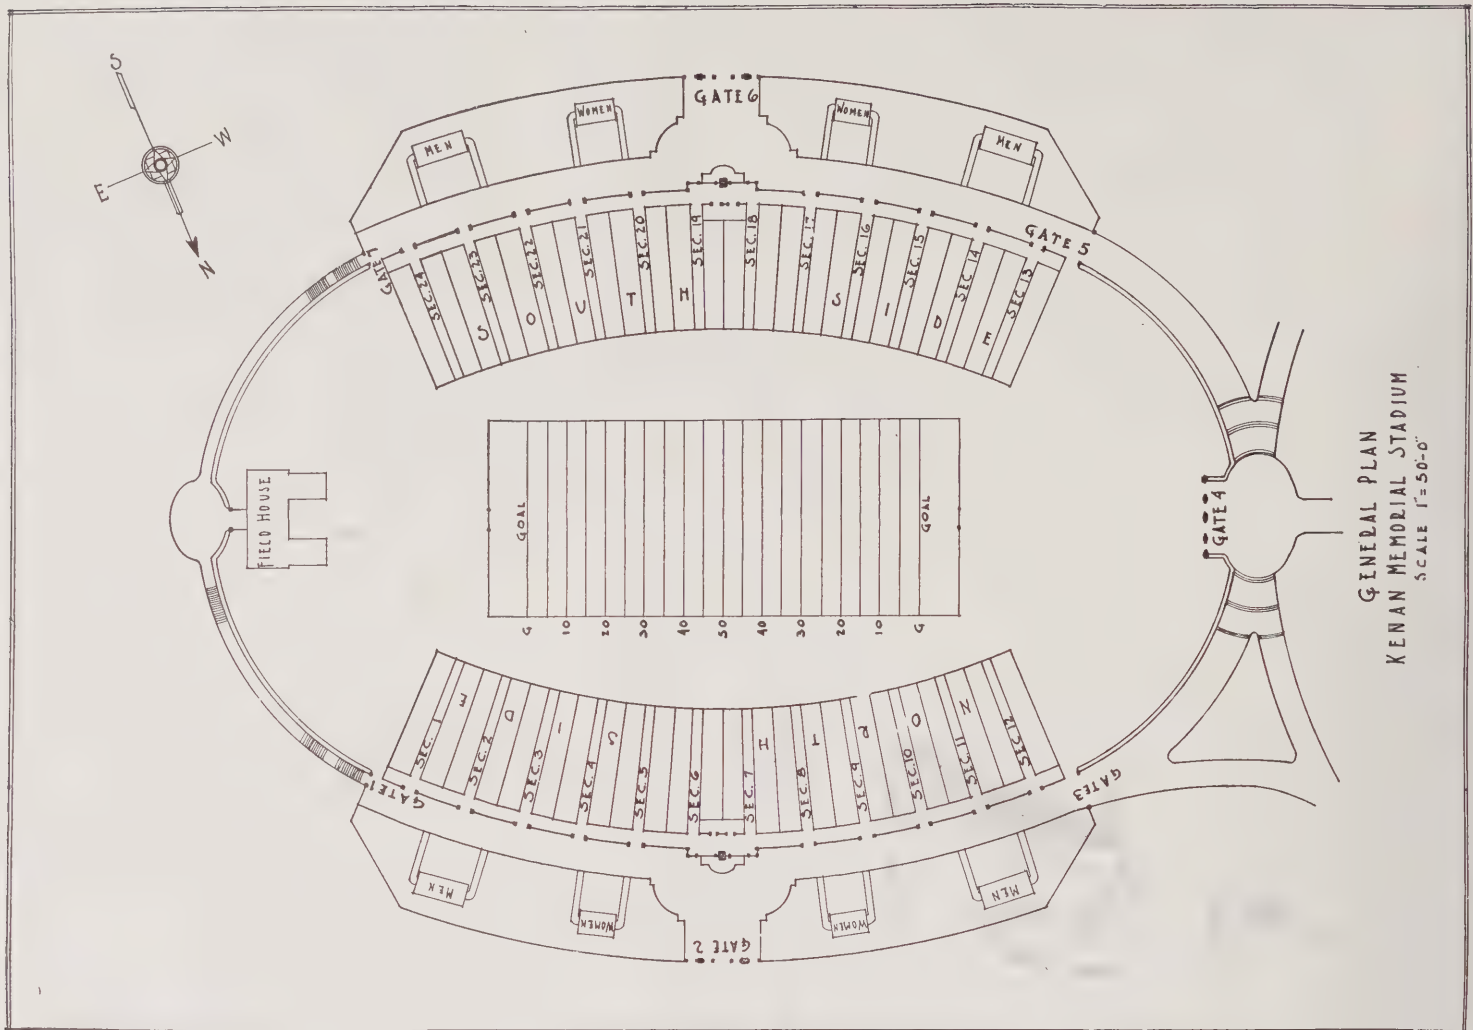 S
W
E
N
GATE 6
MEN
WOMEN
WOMEN
MEN
GATE 7
GATE 5
SEC. 24
SEC. 23
SEC. 22
SEC. 21
SEC. 20
SEC. 19
SEC. 18
SEC. 17
SEC. 16
SEC. 15
SEC. 14
SEC 13
SOUTH SIDE
FIELD HOUSE
GOAL
GOAL
GATE 4
G 10 20 30 40 50 40 30 20 10 G
NORTH SIDE
SEC. 1
SEC. 2
SEC. 3
SEC. 4
SEC. 5
SEC. 6
SEC. 7
SEC. 8
SEC. 9
SEC. 10
SEC. 11
SEC. 12
GATE 1
GATE 3
MEN
WOMEN
WOMEN
MEN
GATE 2
GENERAL PLAN
KENAN MEMORIAL STADIUM
SCALE 1"=50'-0"